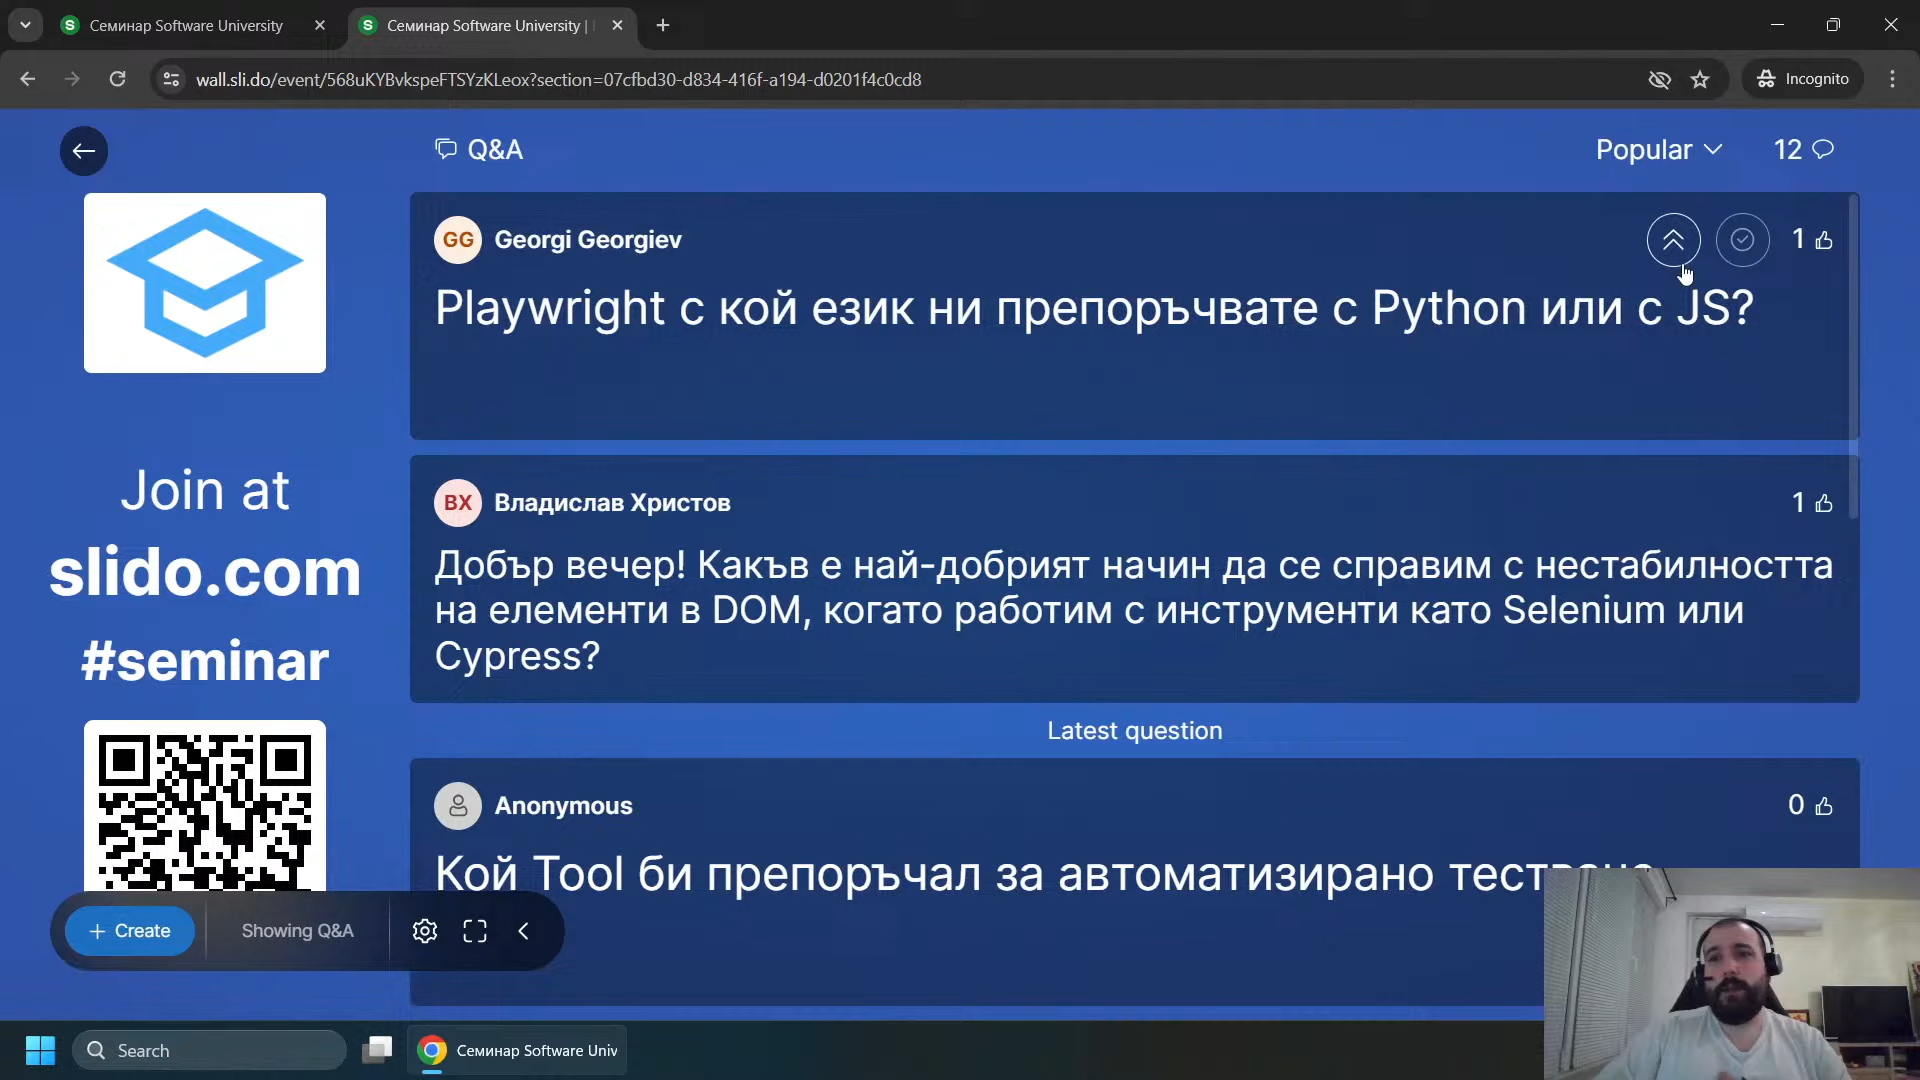 Семинар Software University
Семинар Software University |
wall.sli.do/event/568uKYBvkspeFTSYzKLeox?section=07cfbd30-d834-416f-a194-d0201f4c0cd8
Incognito
Q&A
Popular
12
GG
Georgi Georgiev
1
Playwright с кой език ни препоръчвате с Python или с JS?
Join at
slido.com
#seminar
ВХ
Владислав Христов
1
Добър вечер! Какъв е най-добрият начин да се справим с нестабилността
на елементи в DOM, когато работим с инструменти като Selenium или
Cypress?
Latest question
Anonymous
0
Кой Tool би препоръчал за автоматизирано
+ Create
Showing Q&A
Search
Семинар Software Univ